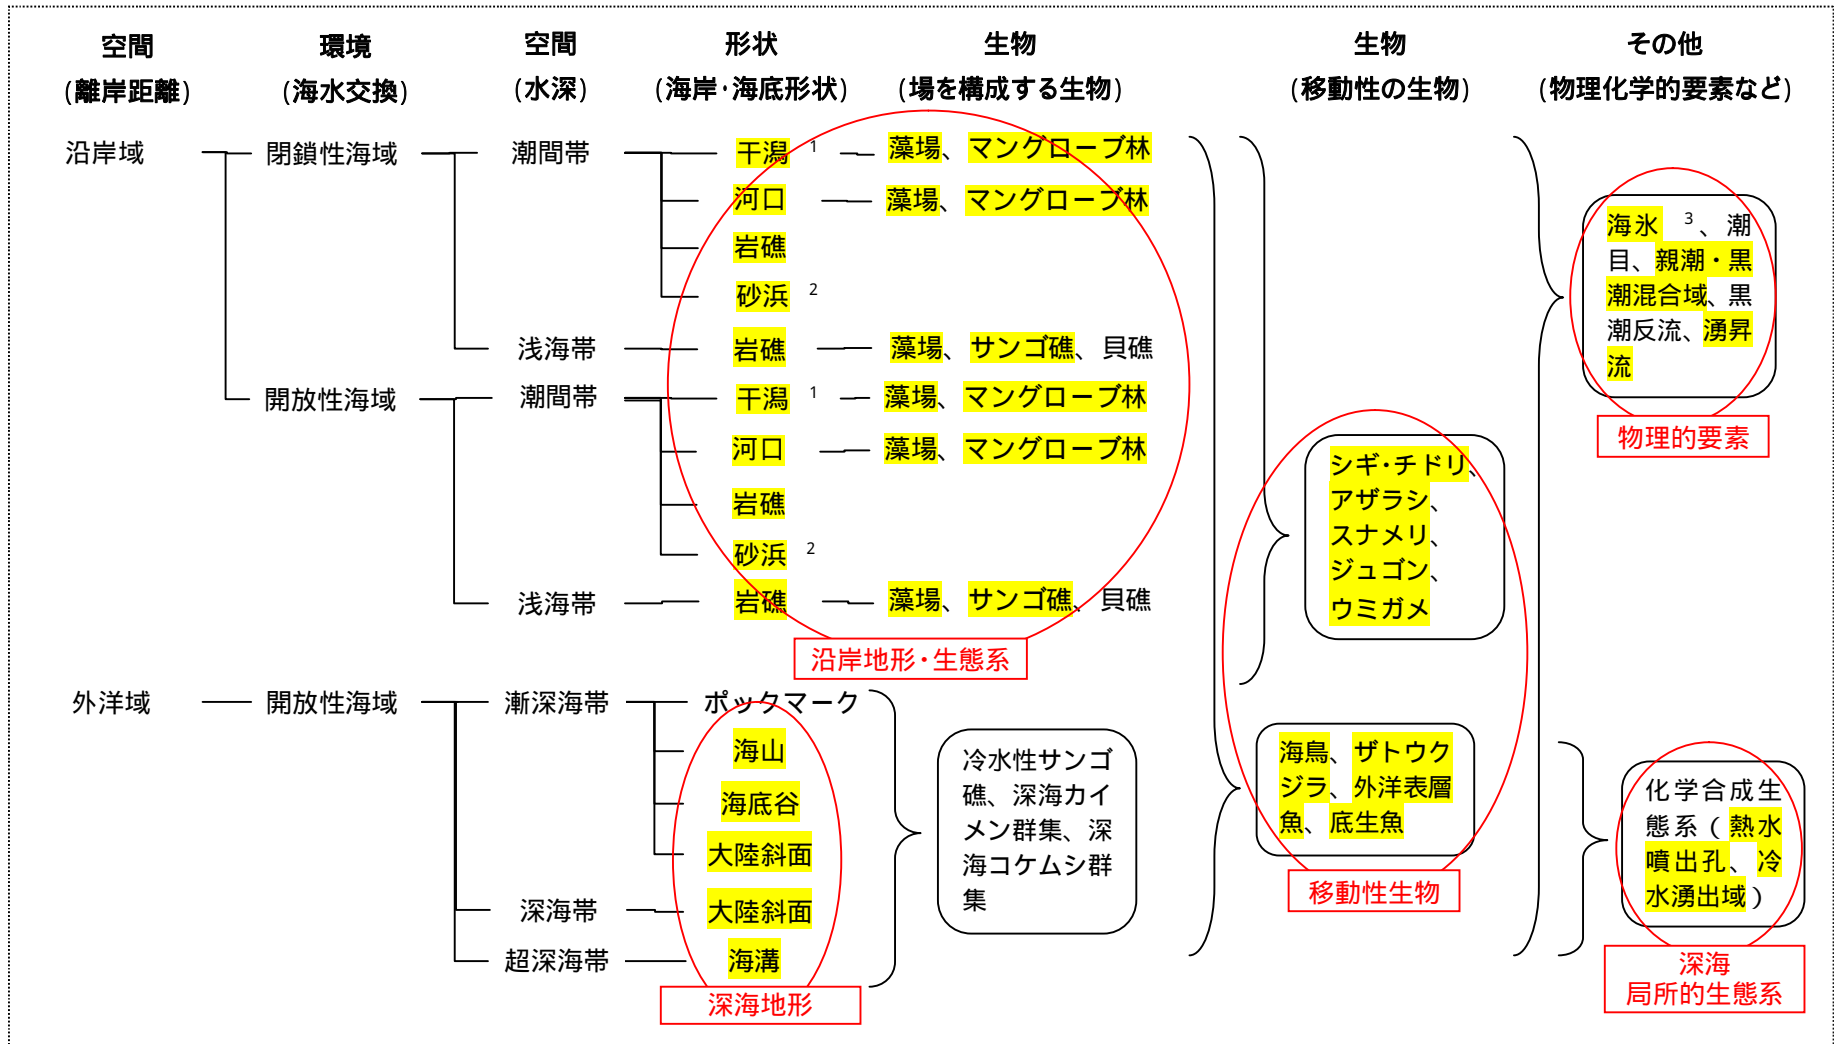 空間 環境 空間 形状 生物 生物 その他
(離岸距離) (海水交換) (水深) (海岸・海底形状) (場を構成する生物) (移動性の生物) (物理化学的要素など)
沿岸域 閉鎖性海域 潮間帯 干潟 1 藻場、マングローブ林
河口 藻場、マングローブ林
岩礁
砂浜 2
浅海帯 岩礁 藻場、サンゴ礁、貝礁
開放性海域 潮間帯 干潟 1 藻場、マングローブ林
河口 藻場、マングローブ林
岩礁
砂浜 2
浅海帯 岩礁 藻場、サンゴ礁、貝礁
沿岸地形・生態系
外洋域 開放性海域 漸深海帯 ポックマーク
海山
海底谷
大陸斜面
深海帯 大陸斜面
超深海帯 海溝
深海地形
冷水性サンゴ
礁、深海カイ
メン群集、深
海コケムシ群
集
シギ・チドリ、
アザラシ、
スナメリ、
ジュゴン、
ウミガメ
海鳥、ザトウク
ジラ、外洋表層
魚、底生魚
移動性生物
海氷 3、潮
目、親潮・黒
潮混合域、黒
潮反流、湧昇
流
物理的要素
化学合成生
態系(熱水
噴出孔、冷
水湧出域)
深海
局所的生態系